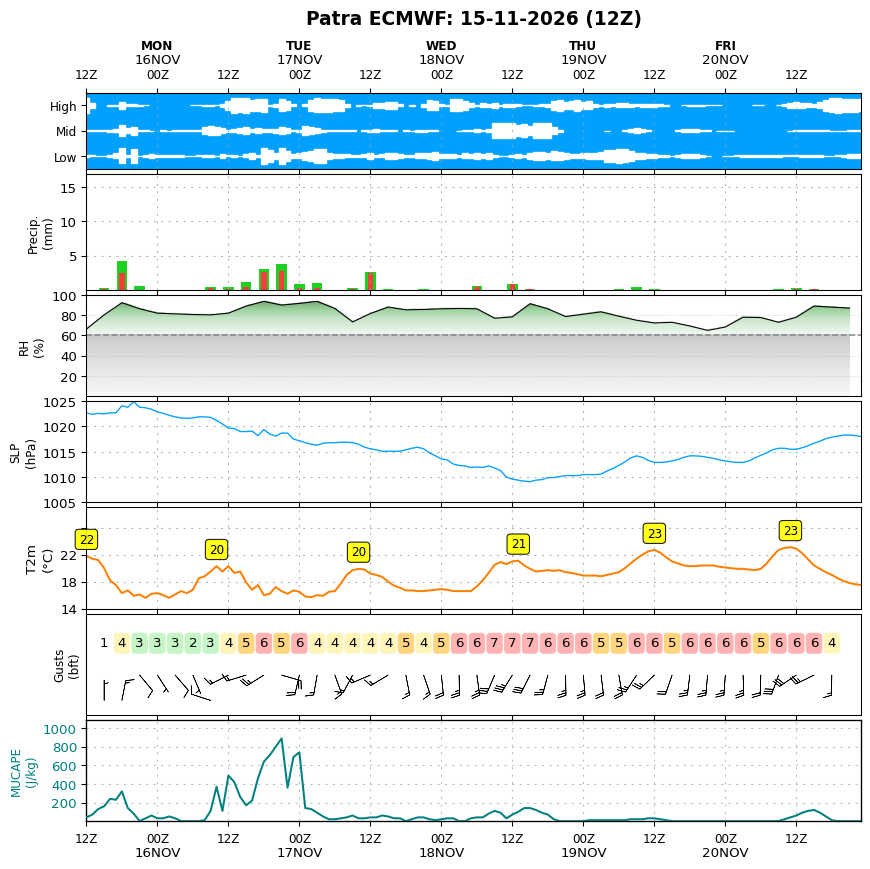 Patra ECMWF: 15-11-2026 (12Z)
MON TUE WED THU FRI
16NOV 17NOV 18NOV 19NOV 20NOV
12Z 00Z 12Z 00Z 12Z 00Z 12Z 00Z 12Z 00Z 12Z
High
Mid
Low
Precip.
(mm)
15
10
5
RH
(%)
100
80
60
40
20
SLP
(hPa)
1025
1020
1015
1010
1005
T2m
(°C)
22
18
14
22 20 20 21 23 23
Gusts
(bft)
1 4 3 3 3 2 3 4 5 6 5 6 4 4 4 4 4 5 4 5 6 6 7 7 7 6 6 6 5 5 6 6 5 6 6 6 6 5 6 6 6 4
MUCAPE
(J/kg)
1000
800
600
400
200
12Z 00Z 12Z 00Z 12Z 00Z 12Z 00Z 12Z 00Z 12Z
16NOV 17NOV 18NOV 19NOV 20NOV